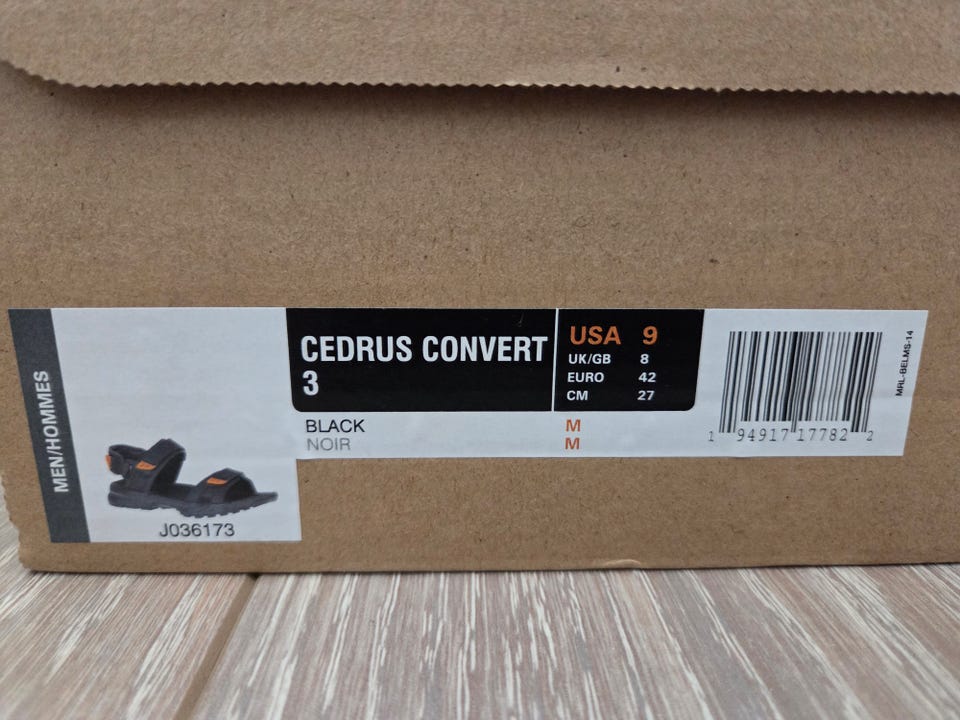 MEN/HOMMES
J036173
CEDRUS CONVERT
3
BLACK
NOIR
USA 9
UK/GB 8
EURO 42
CM 27
M
M
1 94917 17782 2
MRL-BELMS-14